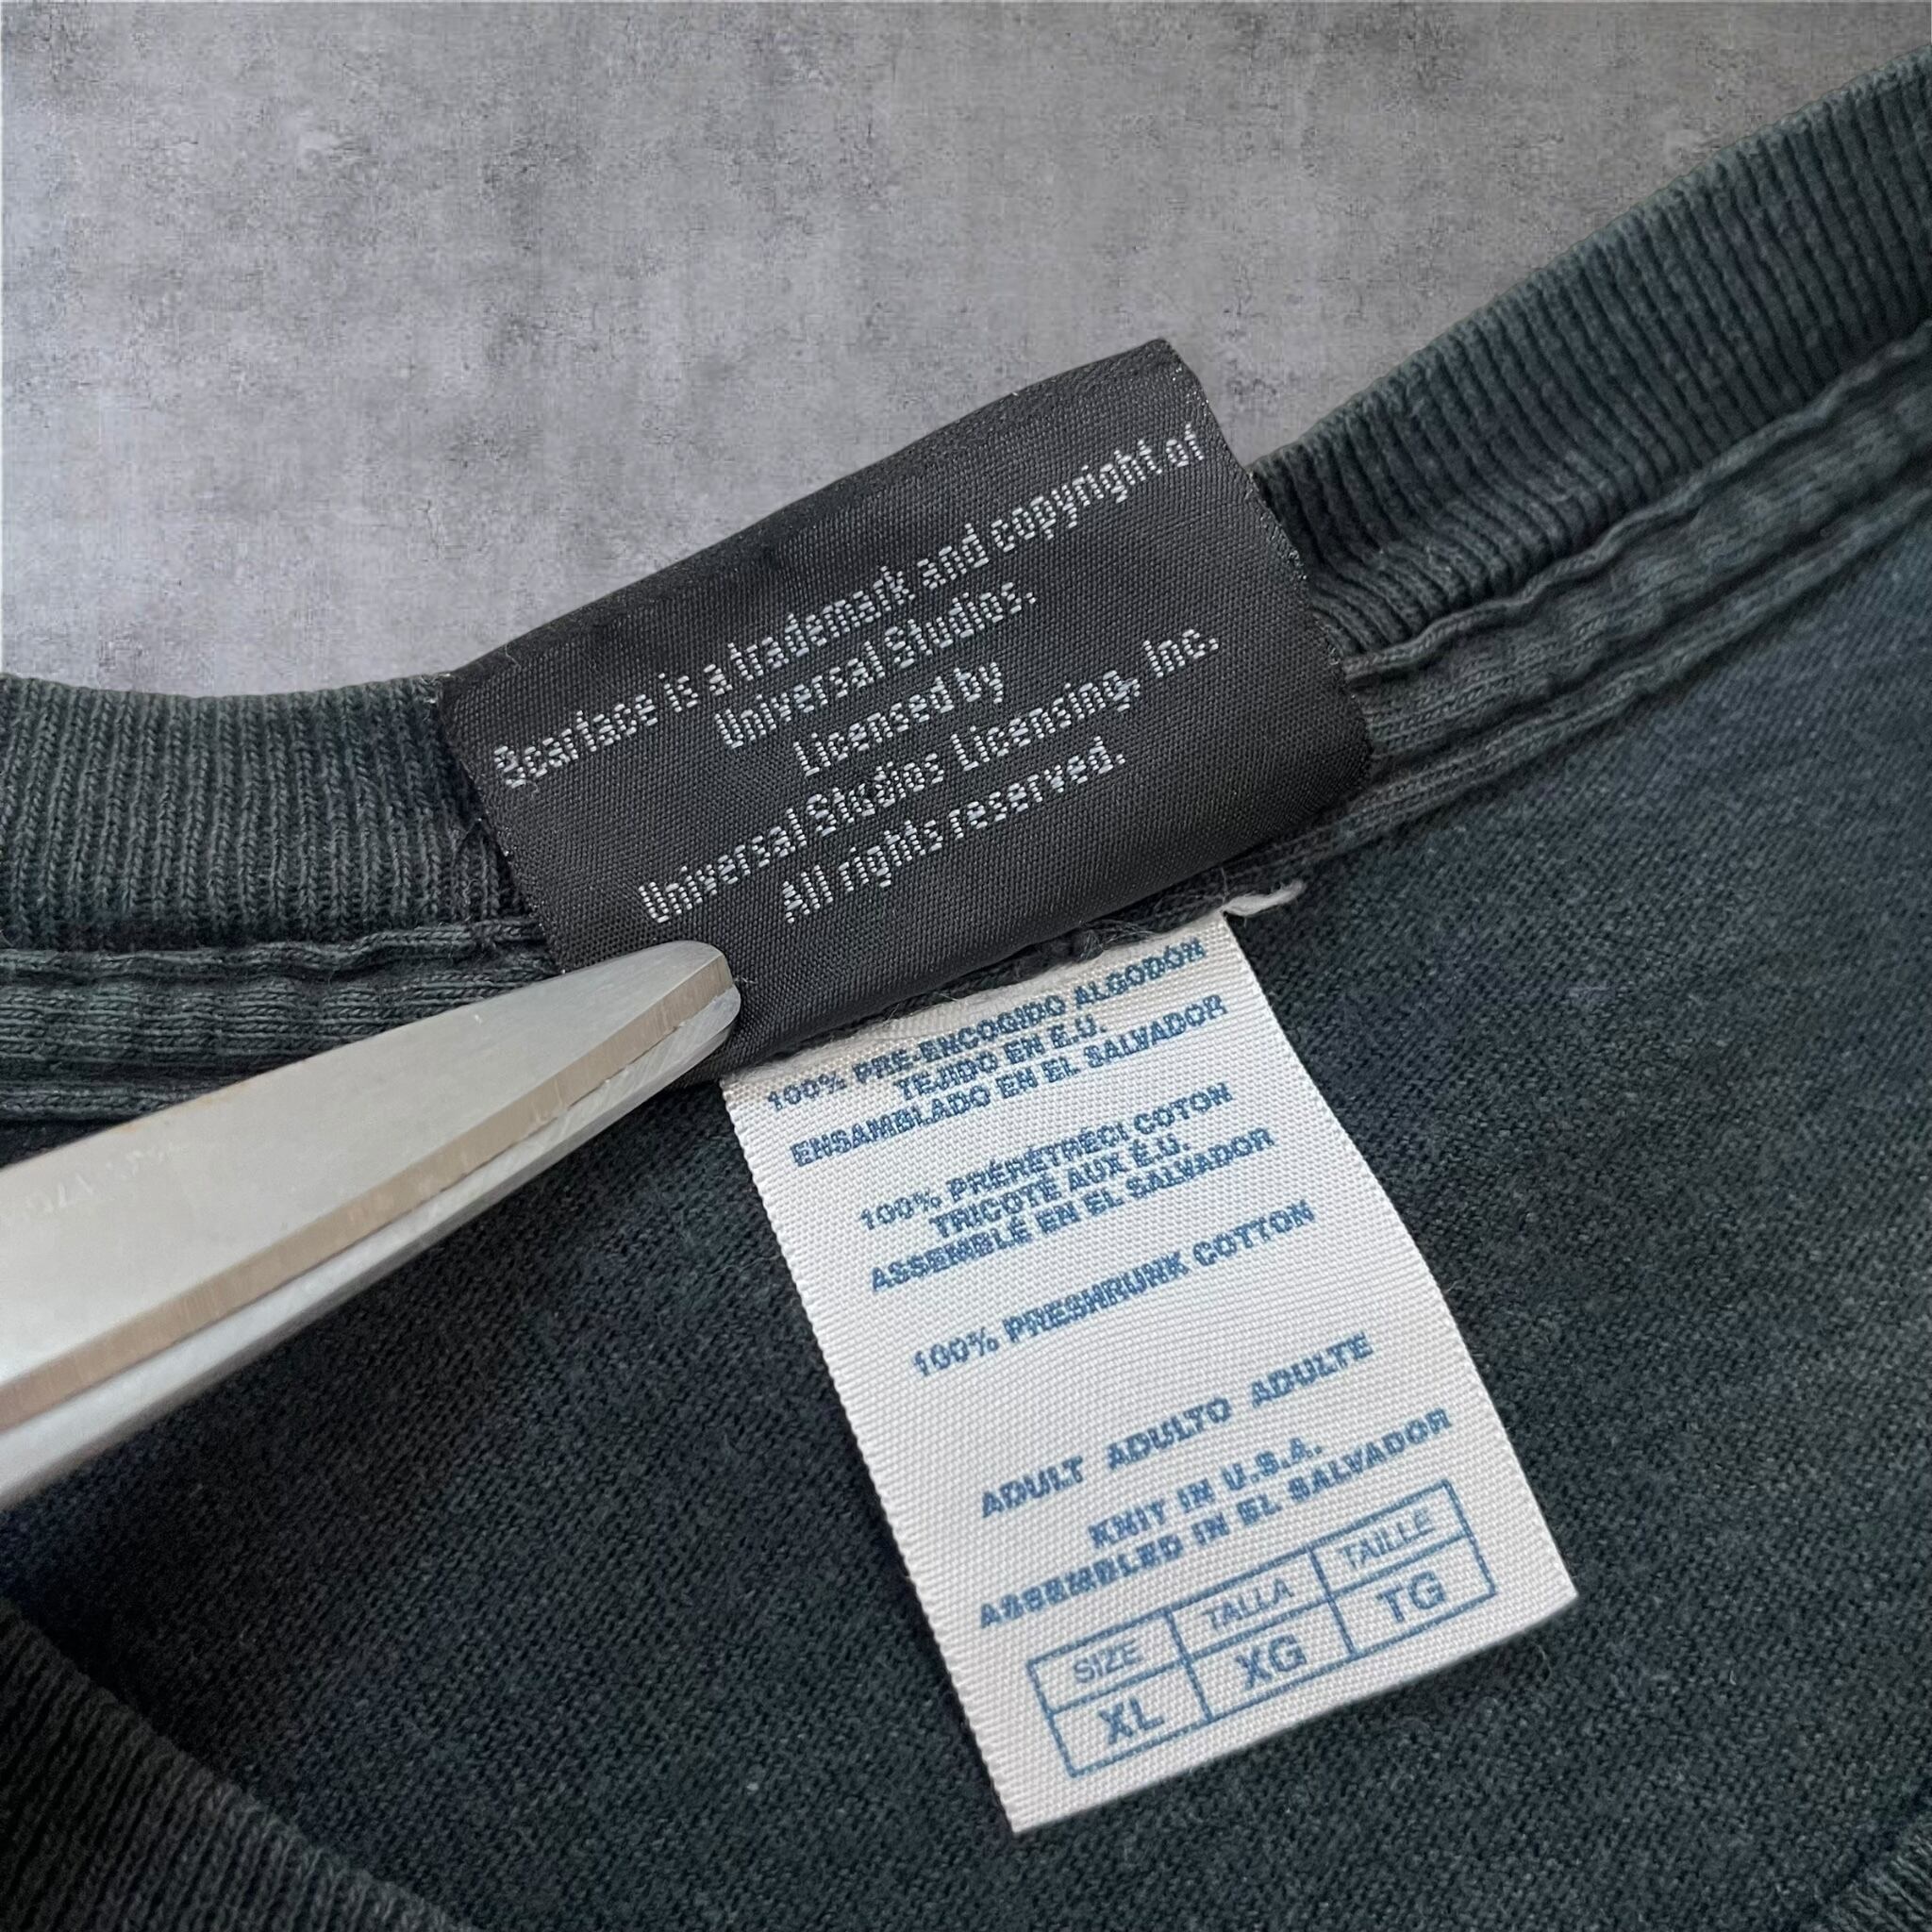 Scarface is a trademark and copyright of
Universal Studios.
Licensed by
Universal Studios Licensing, Inc.
All rights reserved.
100% PRE-ENCOGIDO ALGODÓN
TEJIDO EN E.U.
ENSAMBLADO EN EL SALVADOR
100% PRÉRÉTRÉCI COTON
TRICOTÉ AUX É.U.
ASSEMBLÉ EN EL SALVADOR
100% PRESHRUNK COTTON
ADULT ADULTO ADULTE
KNIT IN U.S.A.
ASSEMBLED IN EL SALVADOR
SIZE TALLA TAILLE
XL XG TG